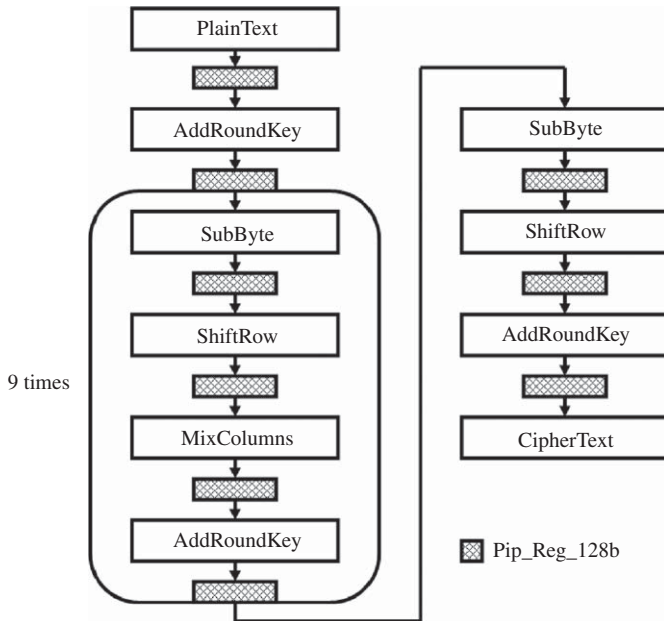 PlainText
AddRoundKey
SubByte
ShiftRow
MixColumns
AddRoundKey
9 times
SubByte
ShiftRow
AddRoundKey
CipherText
Pip_Reg_128b